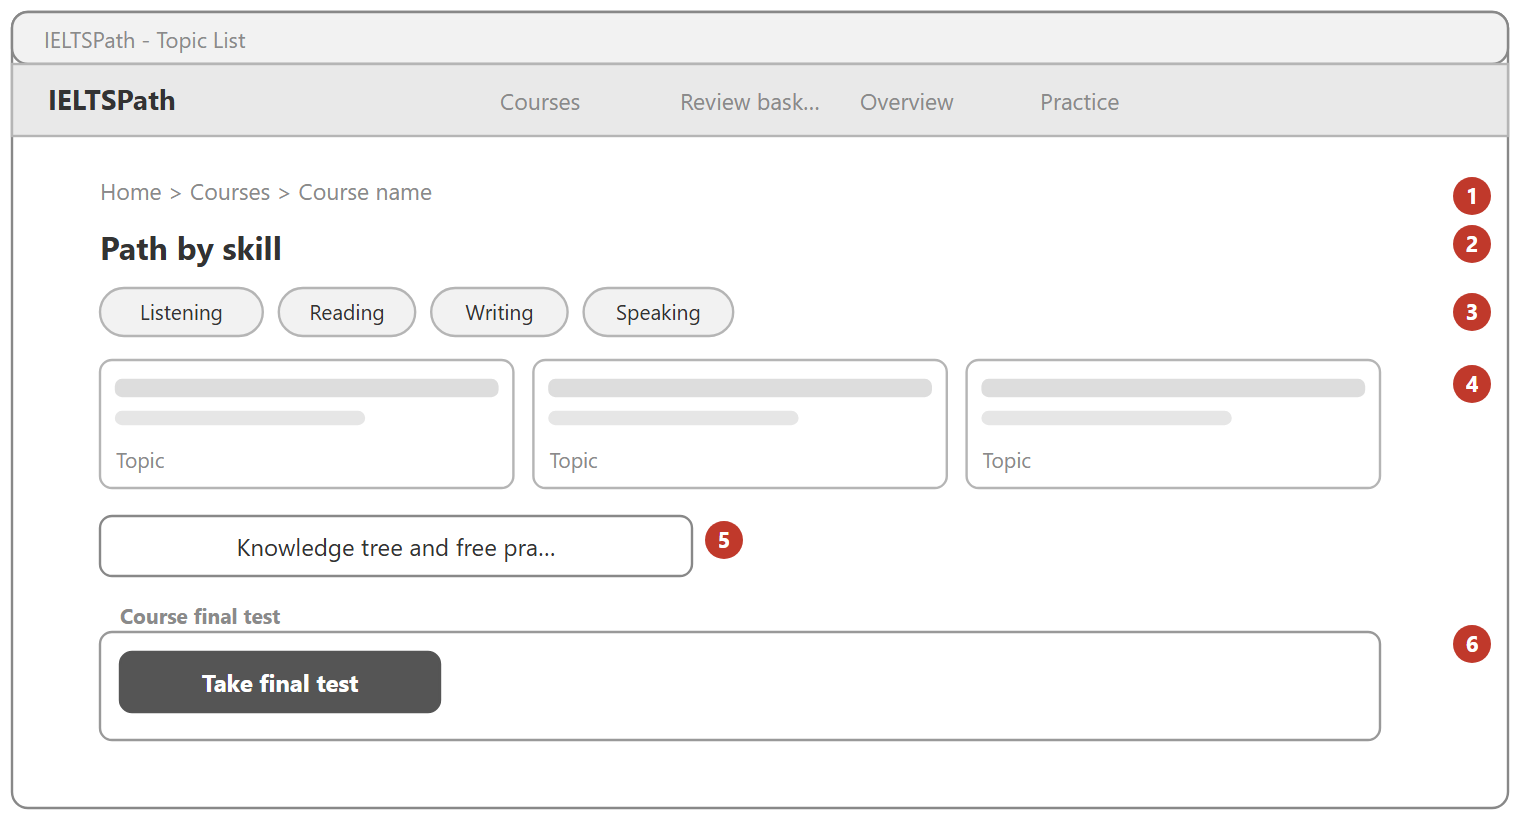 IELTSPath - Topic List
IELTSPath Courses Review bask... Overview Practice
Home > Courses > Course name 1
Path by skill 2
Listening Reading Writing Speaking 3
4
Topic Topic Topic
Knowledge tree and free pra... 5
Course final test
Take final test 6